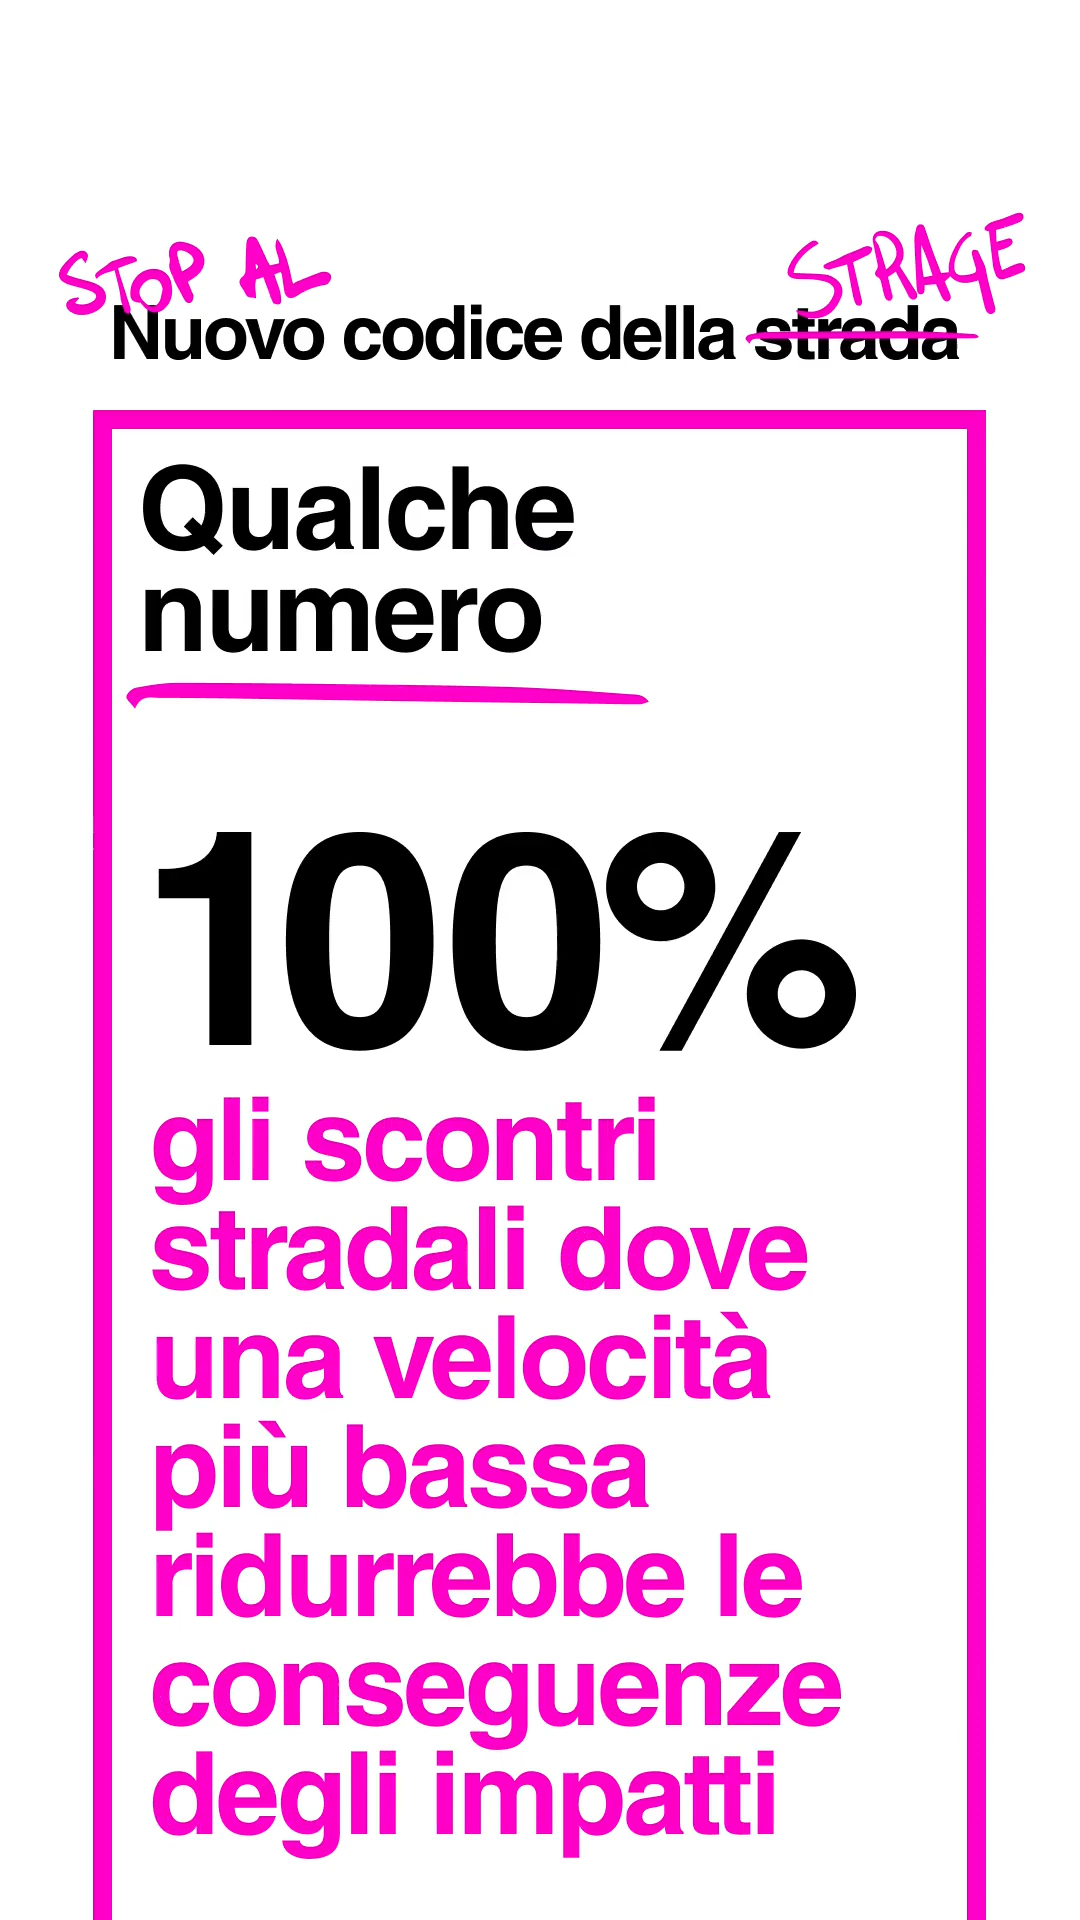 STOP AL
STRAGE
Nuovo codice della strada
Qualche
numero
100%
gli scontri
stradali dove
una velocità
più bassa
ridurrebbe le
conseguenze
degli impatti